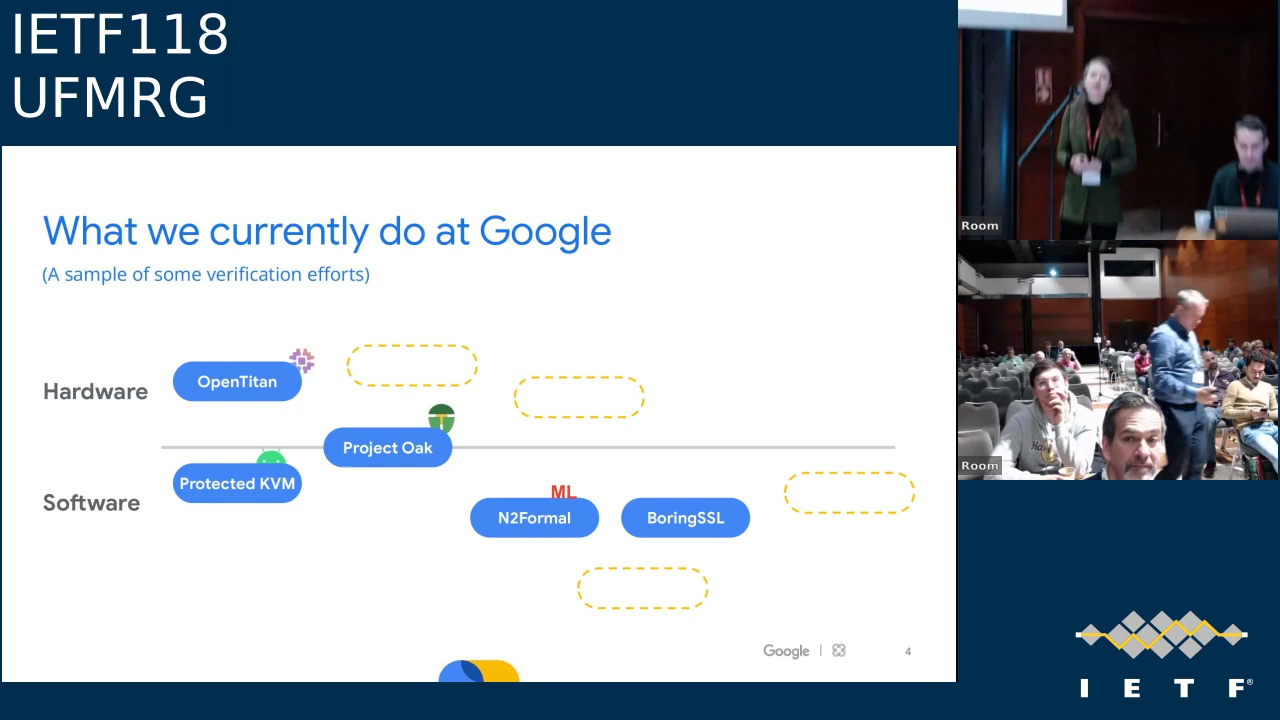 IETF118
UFMRG
What we currently do at Google
(A sample of some verification efforts)
Hardware
OpenTitan
Project Oak
Protected KVM
Software
ML
N2Formal
BoringSSL
Google
4
Room
Room
I E T F®